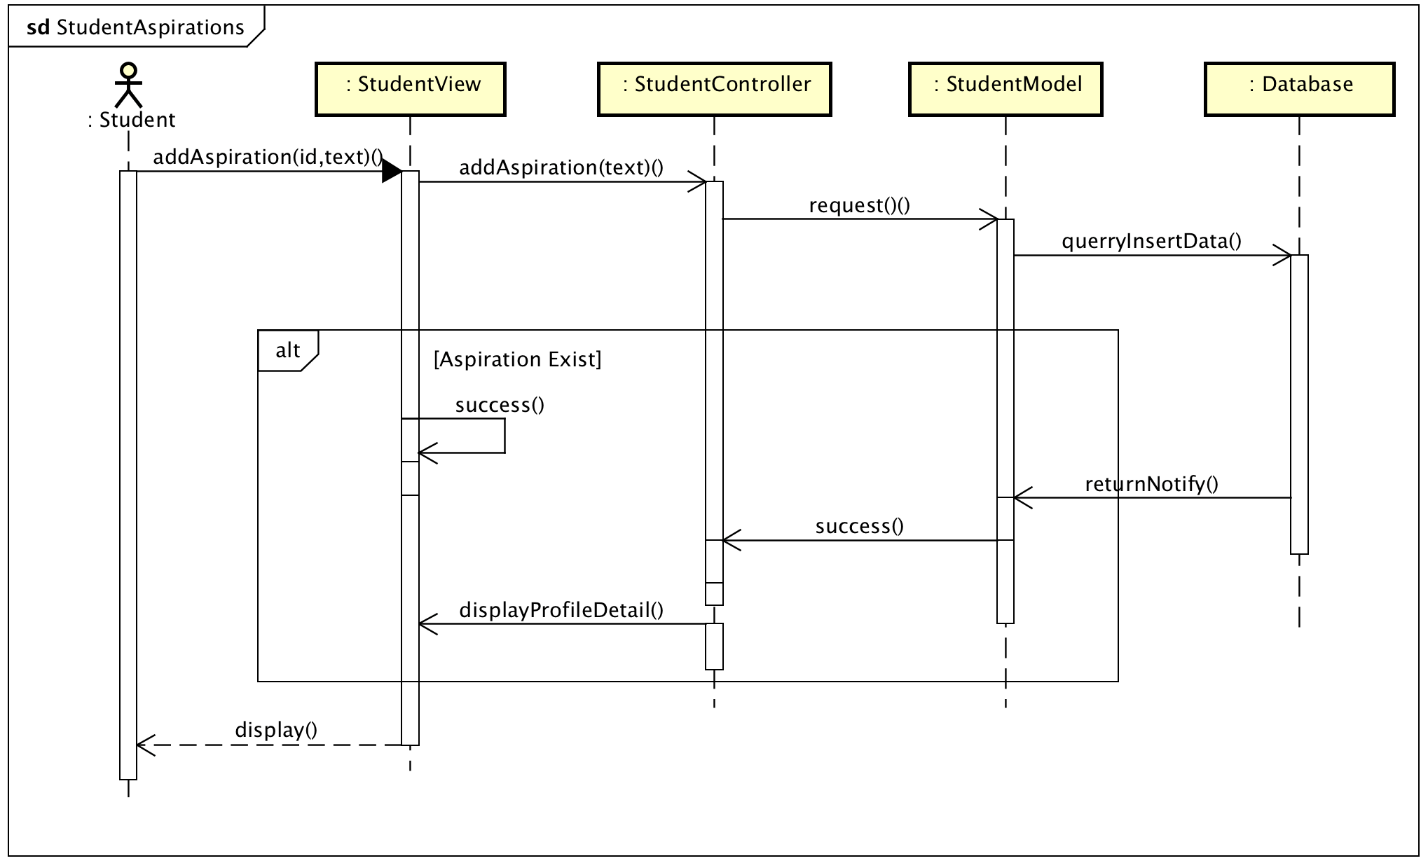 sd StudentAspirations
: Student
: StudentView
: StudentController
: StudentModel
: Database
addAspiration(id,text)()
addAspiration(text)()
request()()
querryInsertData()
alt
[Aspiration Exist]
success()
returnNotify()
success()
displayProfileDetail()
display()